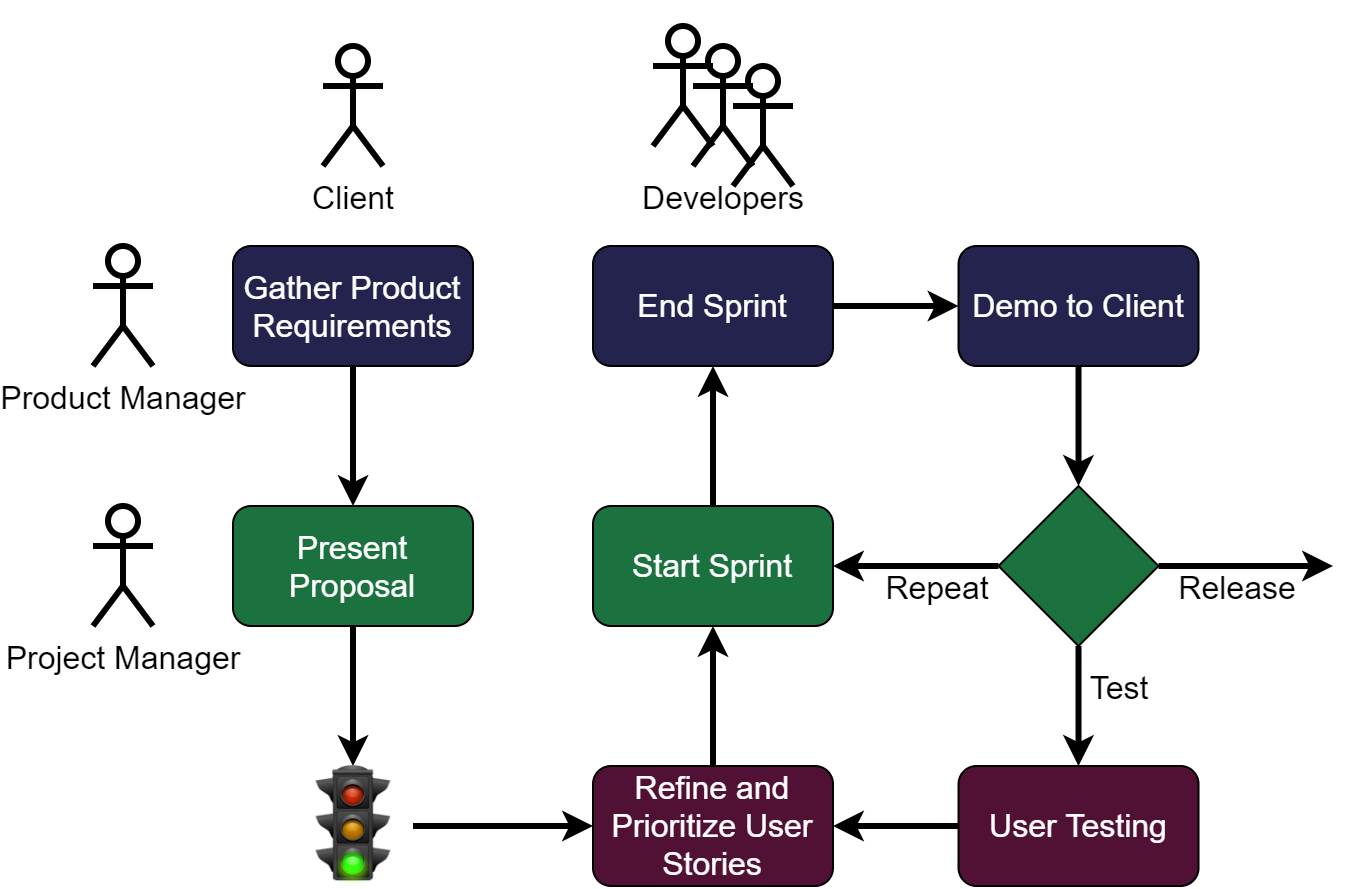 Client
Developers
Product Manager
Gather Product
Requirements
End Sprint
Demo to Client
Project Manager
Present
Proposal
Start Sprint
Repeat
Release
Test
Refine and
Prioritize User
Stories
User Testing